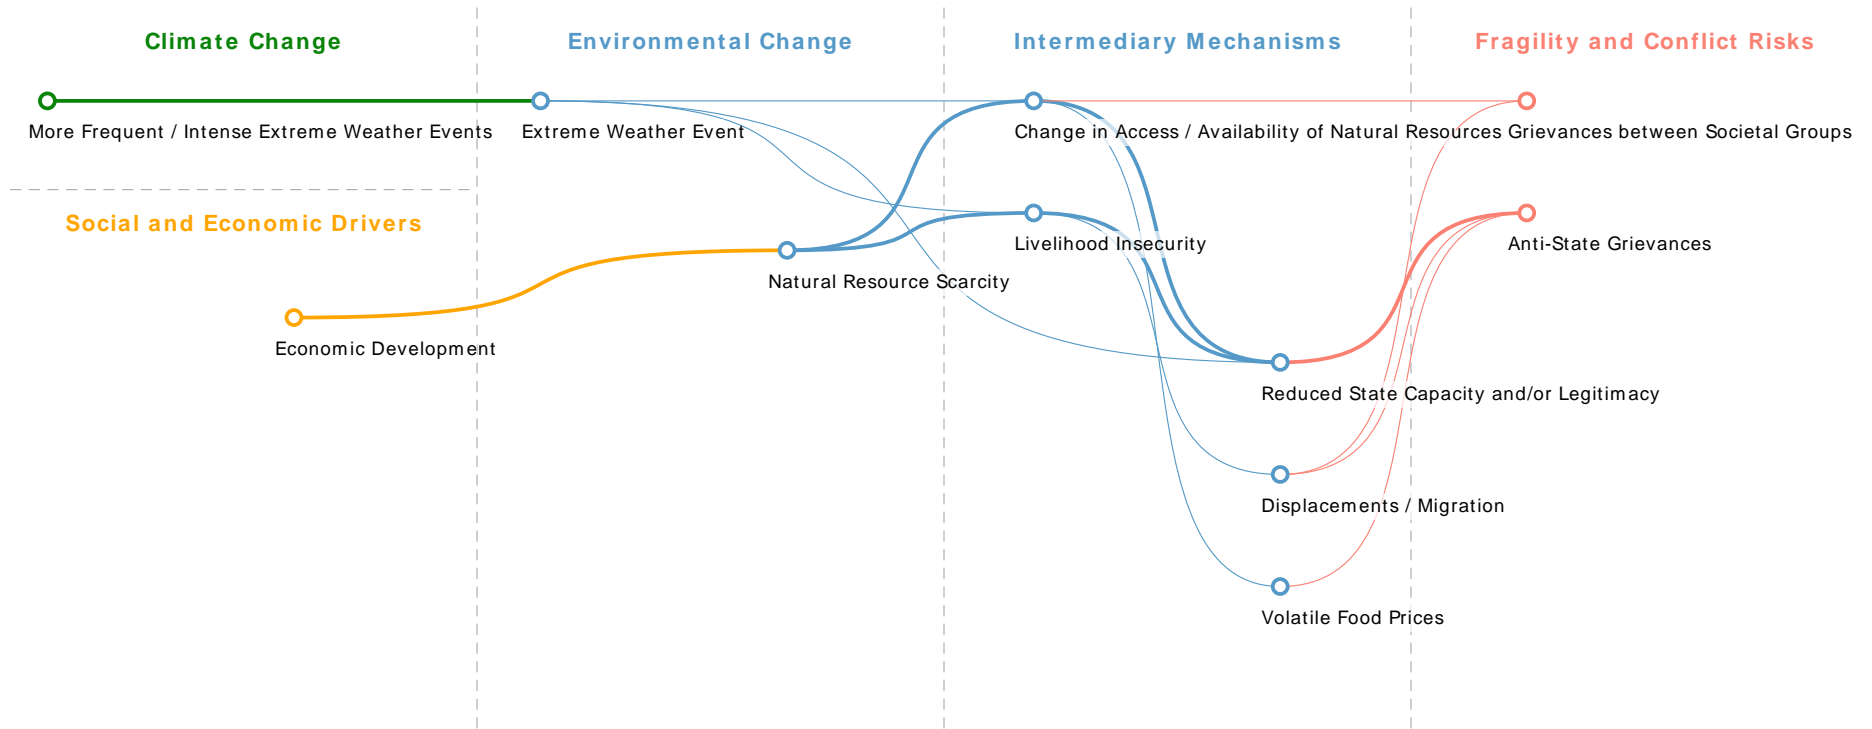 Climate Change
Environmental Change
Intermediary Mechanisms
Fragility and Conflict Risks
More Frequent / Intense Extreme Weather Events
Extreme Weather Event
Change in Access / Availability of Natural Resources
Grievances between Societal Groups
Social and Economic Drivers
Livelihood Insecurity
Anti-State Grievances
Natural Resource Scarcity
Economic Development
Reduced State Capacity and/or Legitimacy
Displacements / Migration
Volatile Food Prices